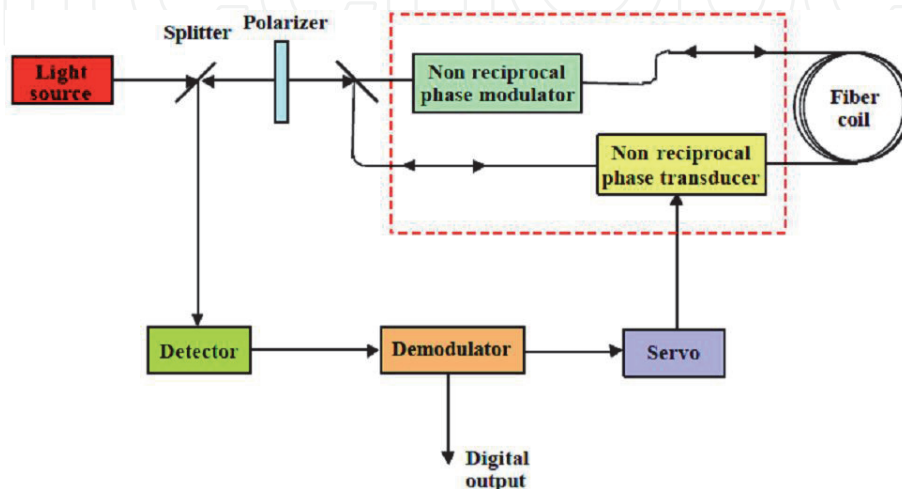 Splitter
Polarizer
Light
source
Non reciprocal
phase modulator
Fiber
coil
Non reciprocal
phase transducer
Detector
Demodulator
Servo
Digital
output